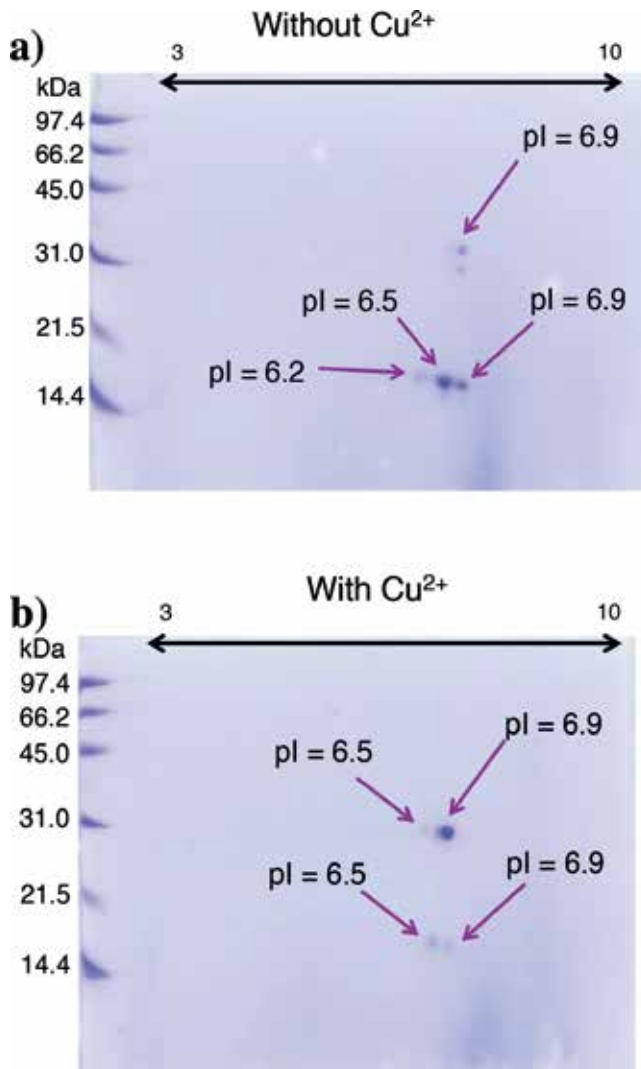 a)
Without Cu²⁺
3 10
kDa
97.4
66.2
45.0
31.0
21.5
14.4
pI = 6.9
pI = 6.5
pI = 6.9
pI = 6.2
b)
With Cu²⁺
3 10
kDa
97.4
66.2
45.0
31.0
21.5
14.4
pI = 6.9
pI = 6.5
pI = 6.5
pI = 6.9